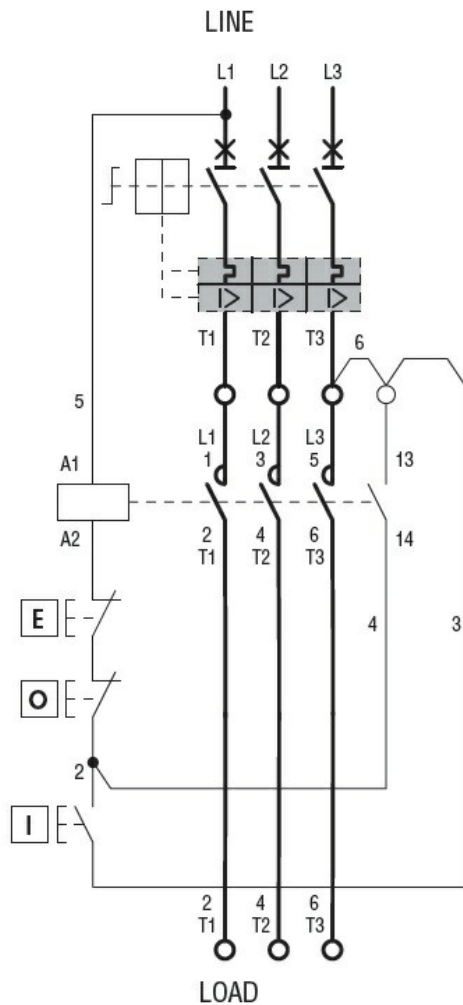 LINE
L1 L2 L3
T1 T2 T3 6
5
L1 L2 L3
A1 1 3 5 13
A2 2 4 6 14
T1 T2 T3
E 4 3
O
2
I
2 4 6
T1 T2 T3
LOAD